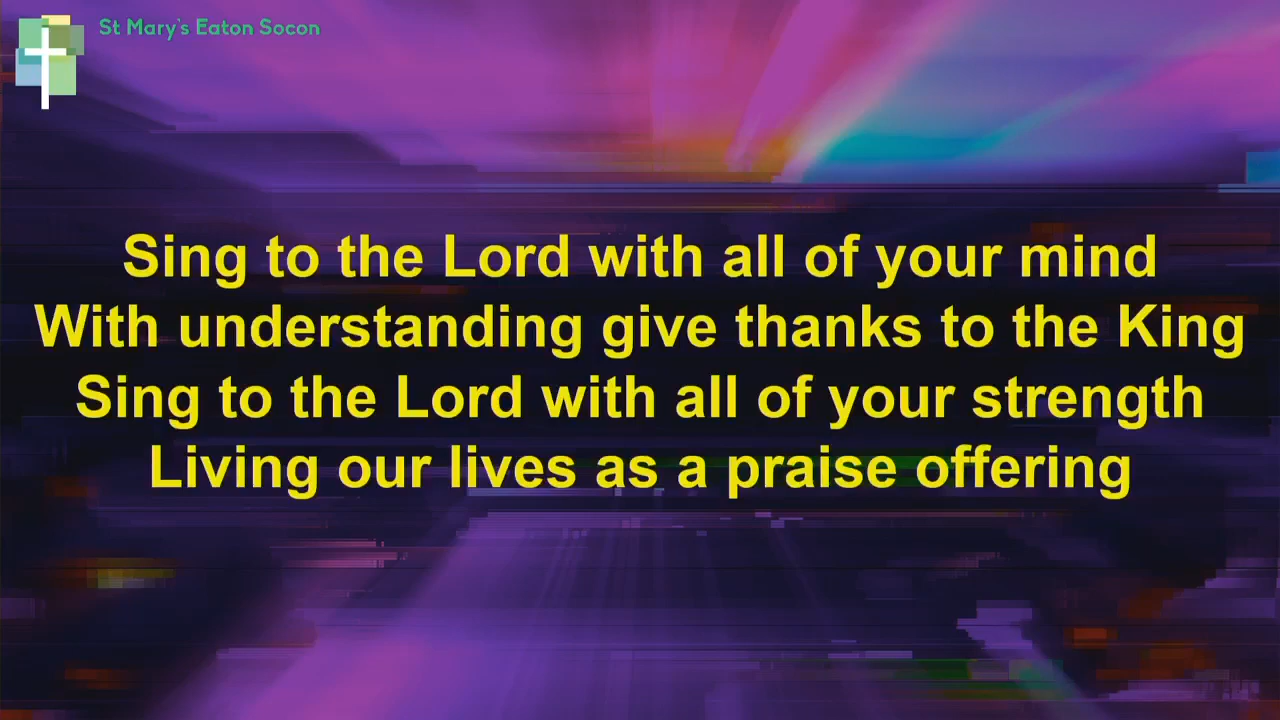 St Mary's Eaton Socon
Sing to the Lord with all of your mind
With understanding give thanks to the King
Sing to the Lord with all of your strength
Living our lives as a praise offering